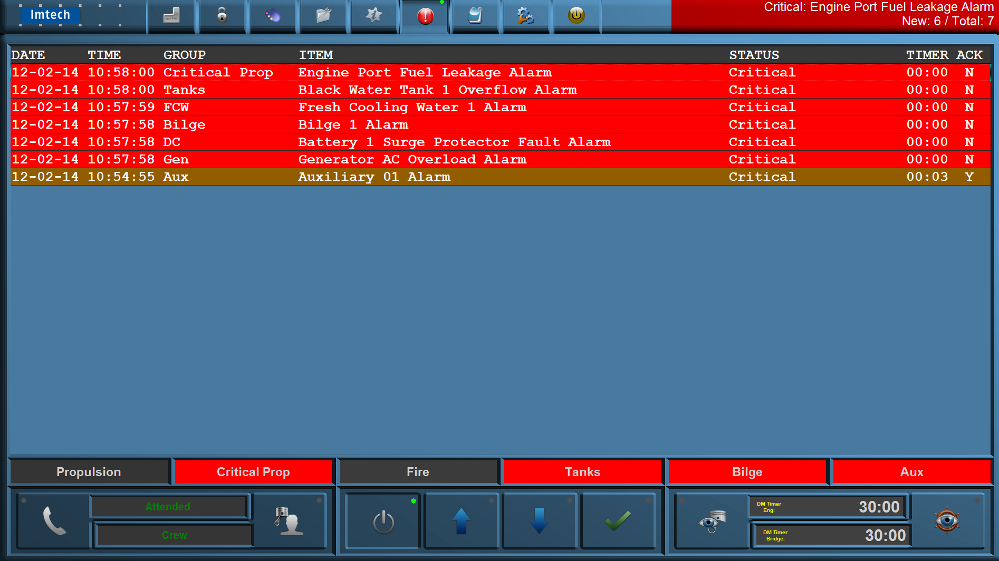 Imtech
Critical: Engine Port Fuel Leakage Alarm
New: 6 / Total: 7
DATE TIME GROUP ITEM STATUS TIMER ACK
12-02-14 10:58:00 Critical Prop Engine Port Fuel Leakage Alarm Critical 00:00 N
12-02-14 10:58:00 Tanks Black Water Tank 1 Overflow Alarm Critical 00:00 N
12-02-14 10:57:59 FCW Fresh Cooling Water 1 Alarm Critical 00:00 N
12-02-14 10:57:58 Bilge Bilge 1 Alarm Critical 00:00 N
12-02-14 10:57:58 DC Battery 1 Surge Protector Fault Alarm Critical 00:00 N
12-02-14 10:57:58 Gen Generator AC Overload Alarm Critical 00:00 N
12-02-14 10:54:55 Aux Auxiliary 01 Alarm Critical 00:03 Y
Propulsion Critical Prop Fire Tanks Bilge Aux
Attended
Crew
DM Timer
Eng: 30:00
DM Timer
Bridge: 30:00